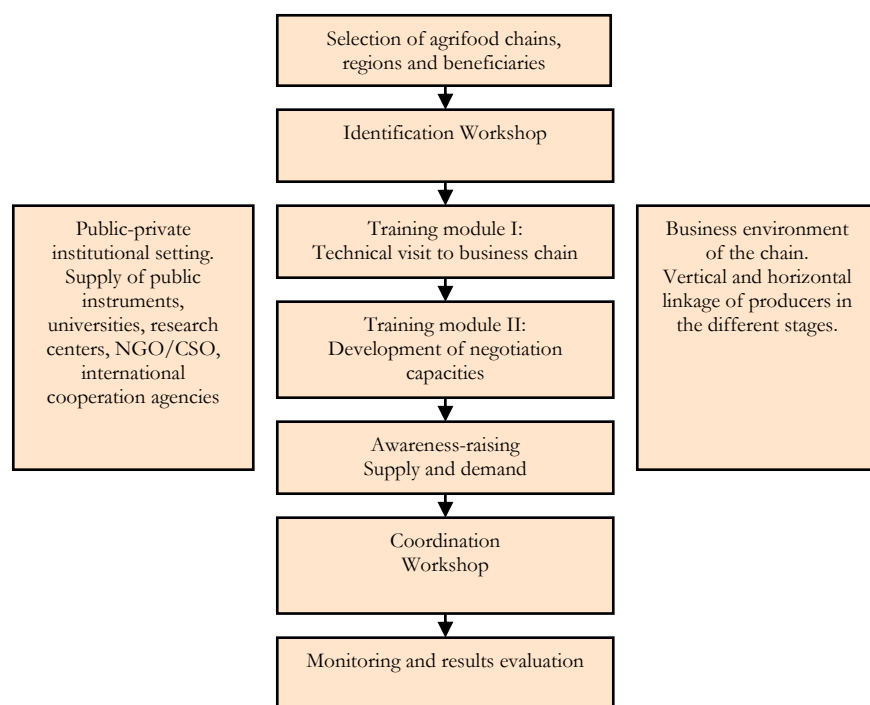 Selection of agrifood chains,
regions and beneficiaries
Identification Workshop
Public-private
institutional setting.
Supply of public
instruments,
universities, research
centers, NGO/CSO,
international
cooperation agencies
Training module I:
Technical visit to business chain
Training module II:
Development of negotiation
capacities
Business environment
of the chain.
Vertical and horizontal
linkage of producers in
the different stages.
Awareness-raising
Supply and demand
Coordination
Workshop
Monitoring and results evaluation